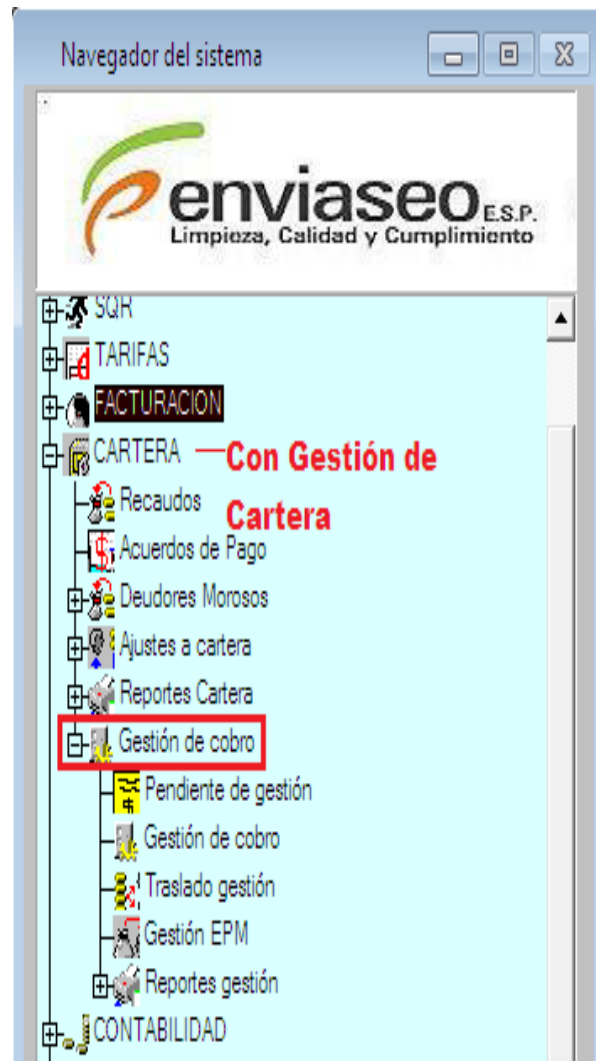 Navegador del sistema
enviaseo E.S.P.
Limpieza, Calidad y Cumplimiento
SQR
TARIFAS
FACTURACION
CARTERA
Con Gestión de
Cartera
Recaudos
Acuerdos de Pago
Deudores Morosos
Ajustes a cartera
Reportes Cartera
Gestión de cobro
Pendiente de gestión
Gestión de cobro
Traslado gestión
Gestión EPM
Reportes gestión
CONTABILIDAD